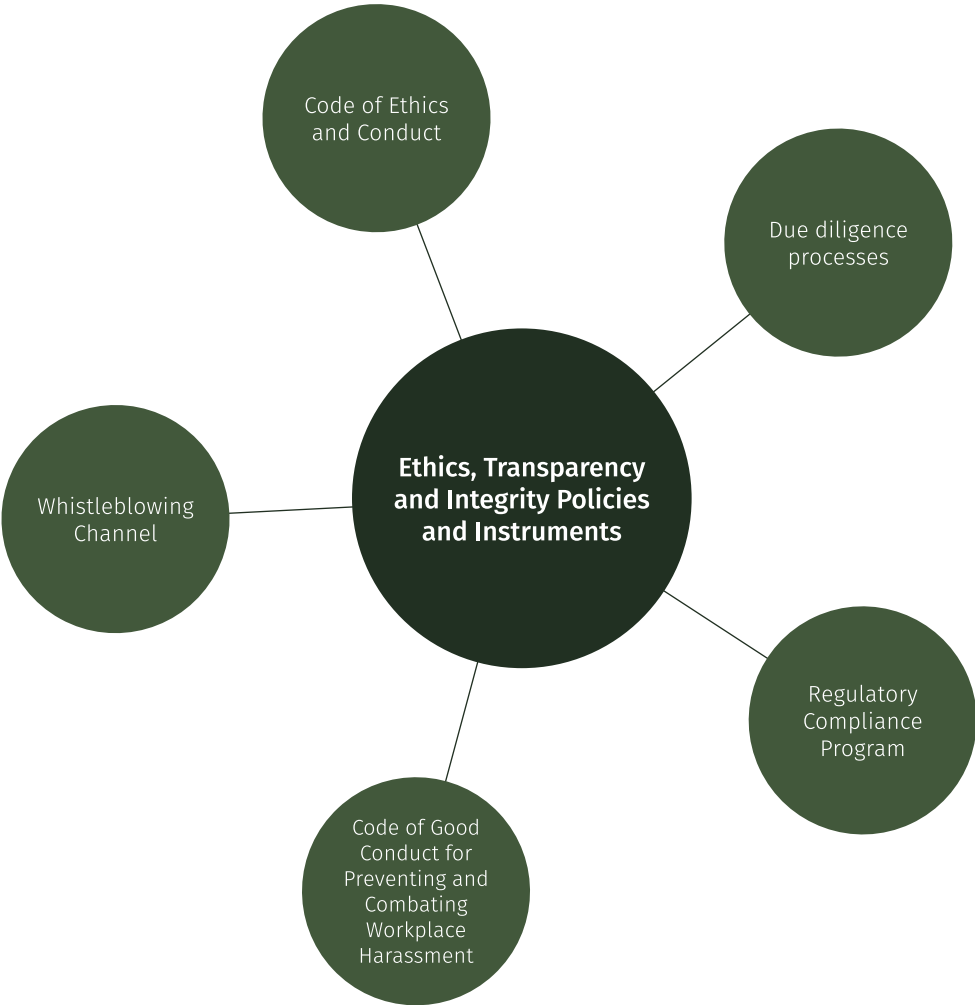 Code of Ethics
and Conduct
Due diligence
processes
Ethics, Transparency
and Integrity Policies
and Instruments
Whistleblowing
Channel
Regulatory
Compliance
Program
Code of Good
Conduct for
Preventing and
Combating
Workplace
Harassment